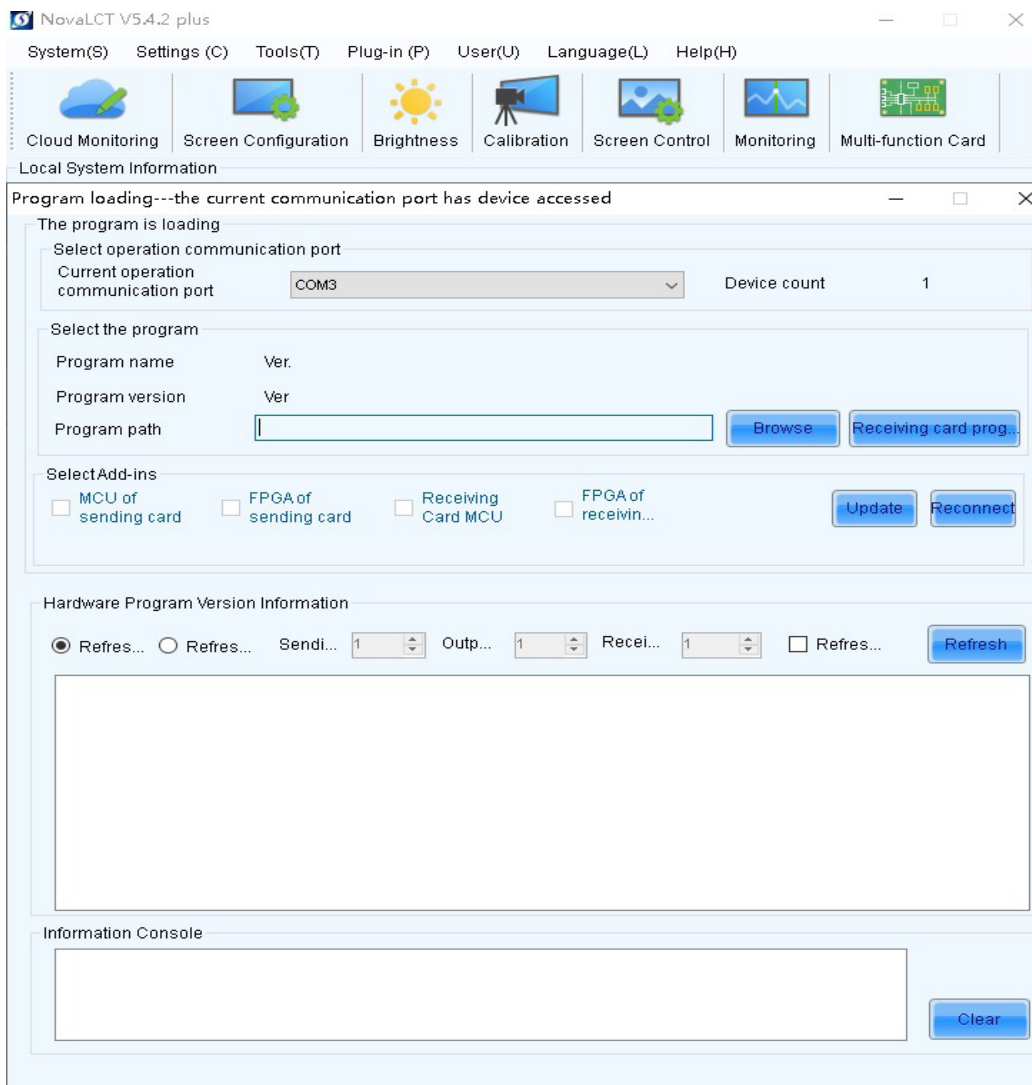 NovaLCT V5.4.2 plus
System(S) Settings (C) Tools(T) Plug-in (P) User(U) Language(L) Help(H)
Cloud Monitoring Screen Configuration Brightness Calibration Screen Control Monitoring Multi-function Card
Local System Information
Program loading---the current communication port has device accessed
The program is loading
Select operation communication port
Current operation
communication port
COM3
Device count 1
Select the program
Program name Ver.
Program version Ver
Program path
Browse
Receiving card prog...
Select Add-ins
MCU of
sending card
FPGA of
sending card
Receiving
Card MCU
FPGA of
receivin...
Update
Reconnect
Hardware Program Version Information
Refres... Refres... Sendi... 1 Outp... 1 Recei... 1 Refres... Refresh
Information Console
Clear